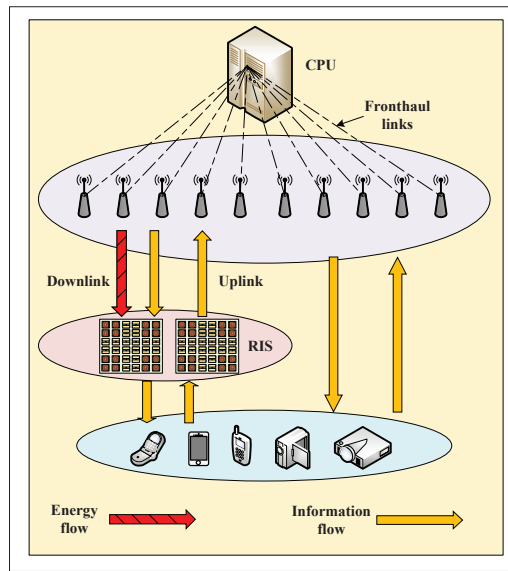 CPU
Fronthaul
links
Downlink
Uplink
RIS
Energy
flow
Information
flow